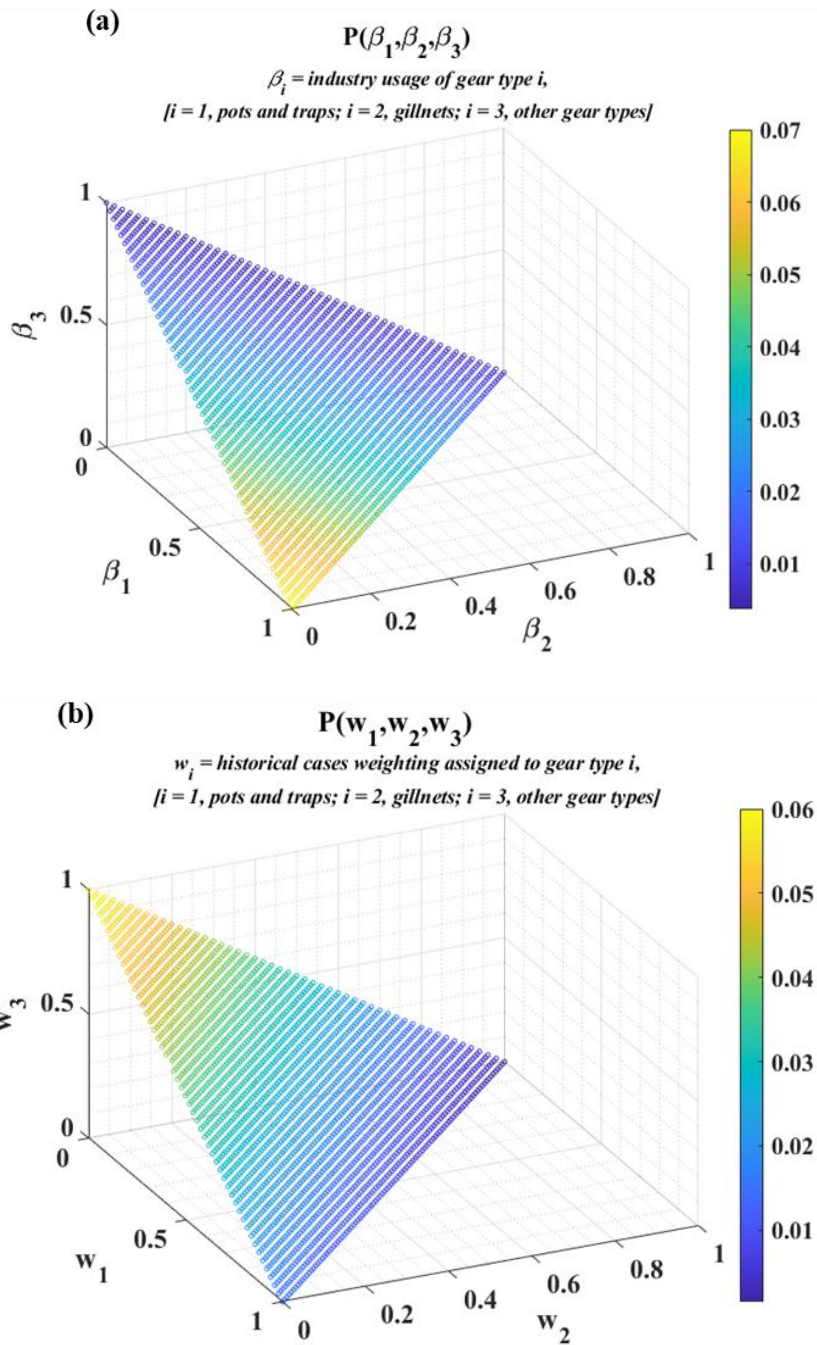 (a)
P(β1,β2,β3)
βi = industry usage of gear type i,
[i = 1, pots and traps; i = 2, gillnets; i = 3, other gear types]
0.07
0.06
0.05
0.04
0.03
0.02
0.01
1
0.5
0
β3
0
0.5
1
β1
0
0.2
0.4
0.6
0.8
1
β2
(b)
P(w1,w2,w3)
wi = historical cases weighting assigned to gear type i,
[i = 1, pots and traps; i = 2, gillnets; i = 3, other gear types]
0.06
0.05
0.04
0.03
0.02
0.01
1
0.5
0
w3
0
0.5
1
w1
0
0.2
0.4
0.6
0.8
1
w2